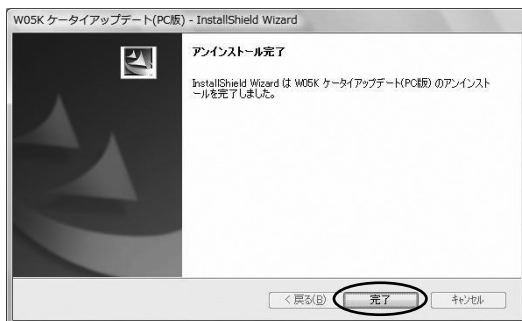 W05K ケータイアップデート(PC版) - InstallShield Wizard
アンインストール完了
InstallShield Wizard は W05K ケータイアップデート(PC版) のアンインスト
ールを完了しました。
< 戻る(B)
完了
キャンセル